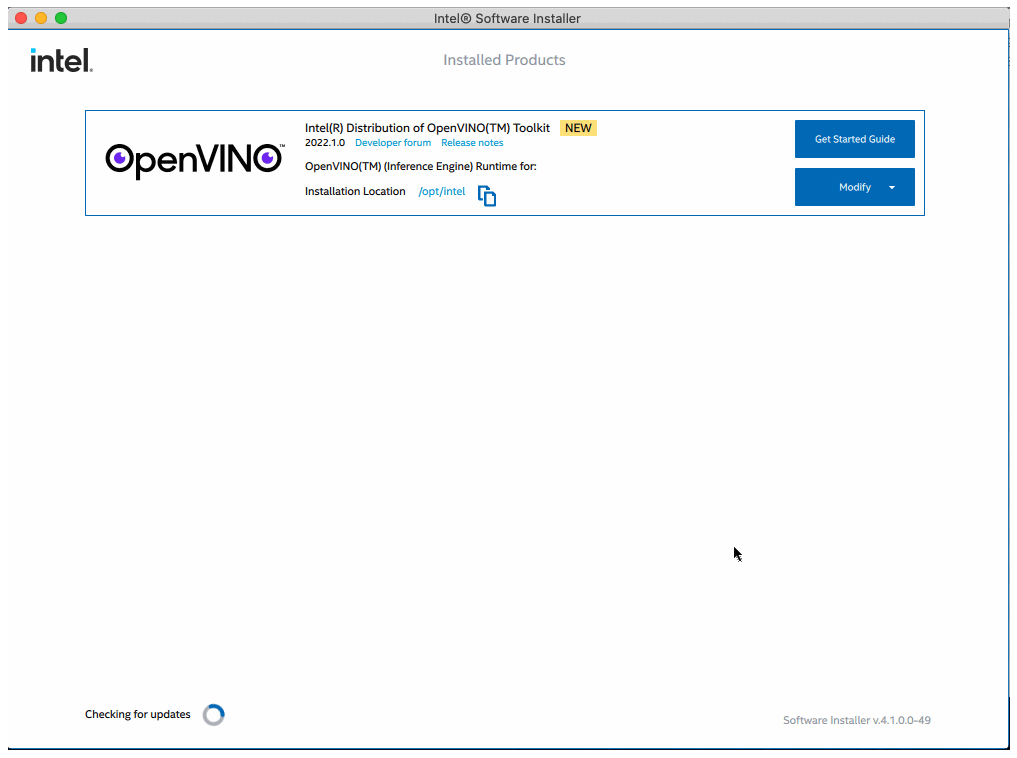 Intel® Software Installer
intel.
Installed Products
OpenVINO™
Intel(R) Distribution of OpenVINO(TM) Toolkit NEW
2022.1.0 Developer forum Release notes
OpenVINO(TM) (Inference Engine) Runtime for:
Installation Location /opt/intel
Get Started Guide
Modify
Checking for updates
Software Installer v.4.1.0.0-49